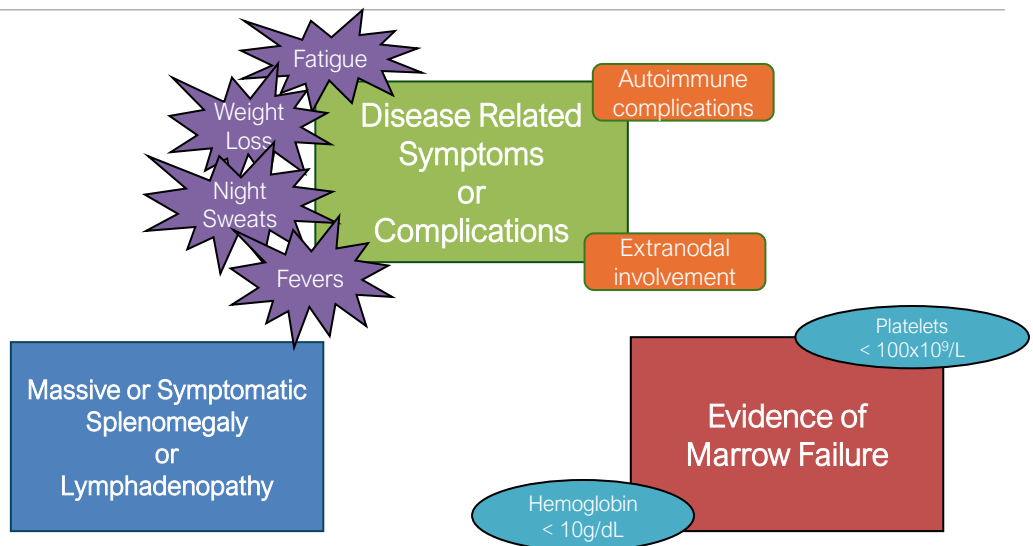 Fatigue
Weight
Loss
Night
Sweats
Fevers
Disease Related
Symptoms
or
Complications
Autoimmune
complications
Extranodal
involvement
Massive or Symptomatic
Splenomegaly
or
Lymphadenopathy
Platelets
< 100x10⁹/L
Evidence of
Marrow Failure
Hemoglobin
< 10g/dL